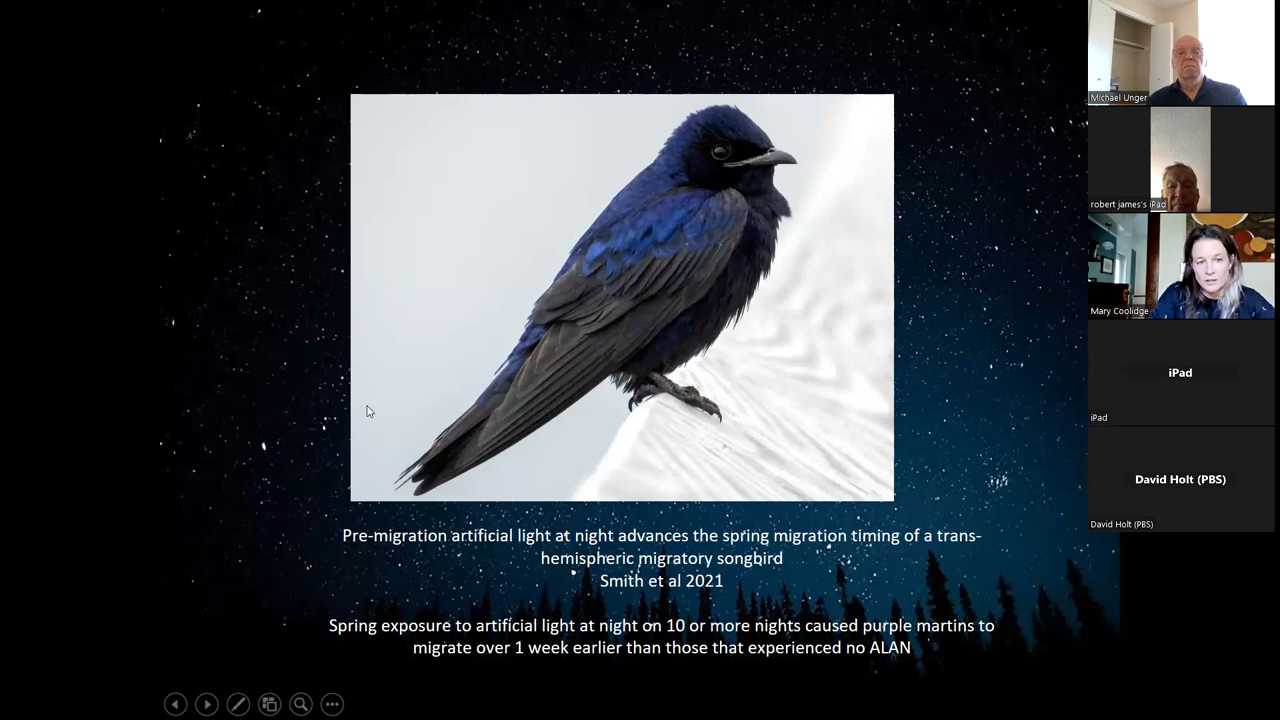 Michael Unger
robert james's iPad
Mary Coolidge
iPad
iPad
David Holt (PBS)
David Holt (PBS)
Pre-migration artificial light at night advances the spring migration timing of a trans-
hemispheric migratory songbird
Smith et al 2021
Spring exposure to artificial light at night on 10 or more nights caused purple martins to
migrate over 1 week earlier than those that experienced no ALAN